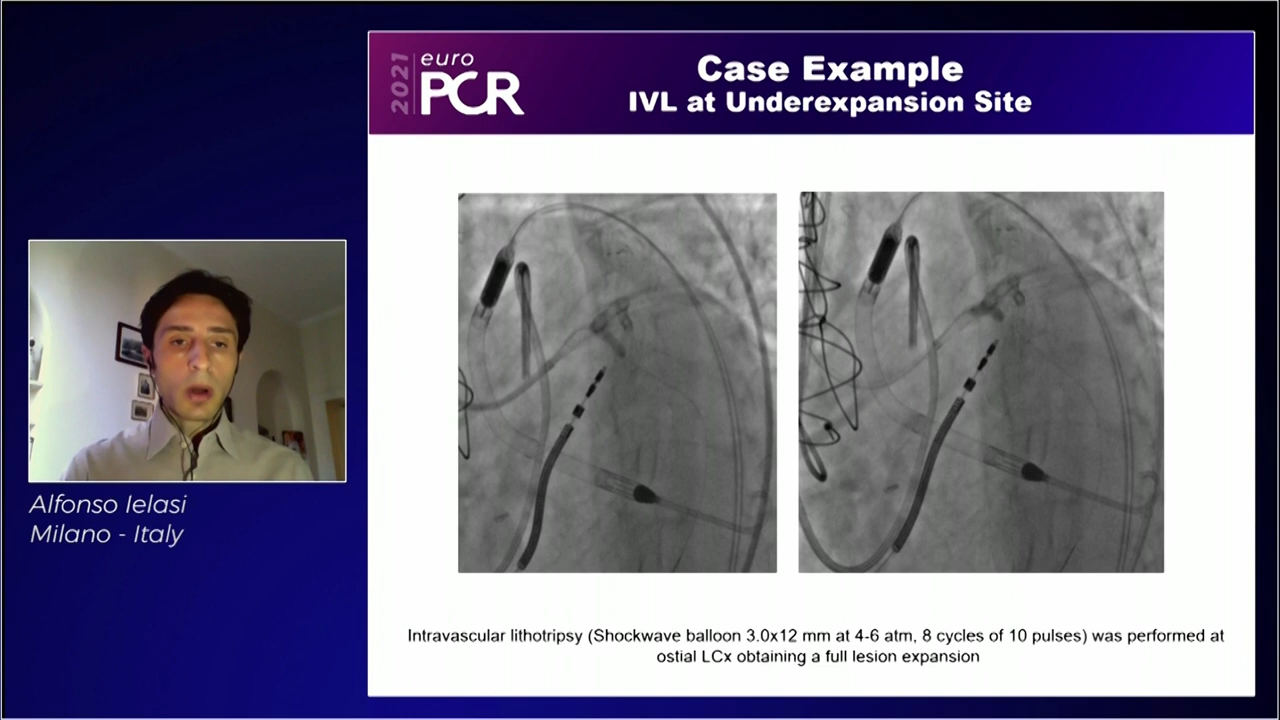 2021
euro
PCR
Case Example
IVL at Underexpansion Site
Alfonso Ielasi
Milano - Italy
Intravascular lithotripsy (Shockwave balloon 3.0x12 mm at 4-6 atm, 8 cycles of 10 pulses) was performed at
ostial LCx obtaining a full lesion expansion